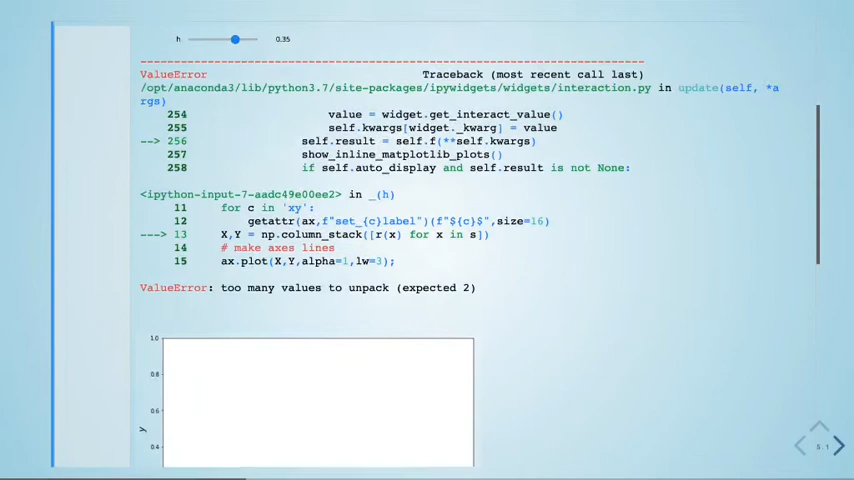 h 0.35
---------------------------------------------------------------------------
ValueError Traceback (most recent call last)
/opt/anaconda3/lib/python3.7/site-packages/ipywidgets/widgets/interaction.py in update(self, *a
rgs)
254 value = widget.get_interact_value()
255 self.kwargs[widget._kwarg] = value
--> 256 self.result = self.f(**self.kwargs)
257 show_inline_matplotlib_plots()
258 if self.auto_display and self.result is not None:
<ipython-input-7-aadc49e00ee2> in _(h)
11 for c in 'xy':
12 getattr(ax,f"set_{c}label")(f"${c}$",size=16)
---> 13 X,Y = np.column_stack([r(x) for x in s])
14 # make axes lines
15 ax.plot(X,Y,alpha=1,lw=3);
ValueError: too many values to unpack (expected 2)
1.0
0.8
0.6
y
0.4
5.1